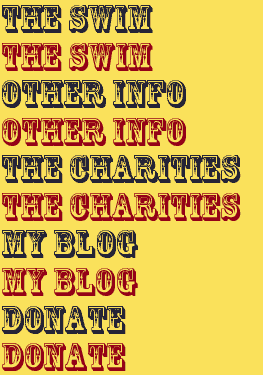 THE SWIM
THE SWIM
OTHER INFO
OTHER INFO
THE CHARITIES
THE CHARITIES
MY BLOG
MY BLOG
DONATE
DONATE